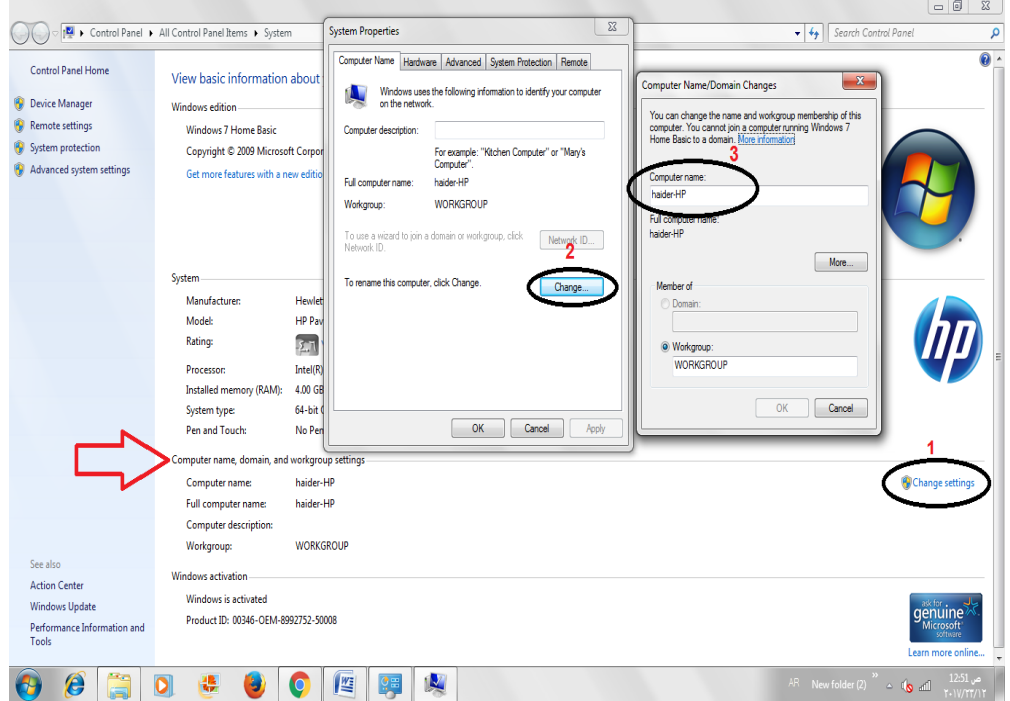 Control Panel
All Control Panel Items
System
Search Control Panel
Control Panel Home
Device Manager
Remote settings
System protection
Advanced system settings
See also
Action Center
Windows Update
Performance Information and
Tools
View basic information about
Windows edition
Windows 7 Home Basic
Copyright © 2009 Microsoft Corpor
Get more features with a new editio
System
Manufacturer: Hewlet
Model: HP Pav
Rating:
Processor: Intel(R)
Installed memory (RAM): 4.00 GB
System type: 64-bit
Pen and Touch: No Pen
Computer name, domain, and workgroup settings
Computer name: haider-HP
Full computer name: haider-HP
Computer description:
Workgroup: WORKGROUP
Windows activation
Windows is activated
Product ID: 00346-OEM-8992752-50008
System Properties
Computer Name Hardware Advanced System Protection Remote
Windows uses the following information to identify your computer
on the network.
Computer description:
For example: "Kitchen Computer" or "Mary's
Computer".
Full computer name: haider-HP
Workgroup: WORKGROUP
To use a wizard to join a domain or workgroup, click
Network ID.
Network ID...
2
To rename this computer, click Change.
Change...
OK Cancel Apply
Computer Name/Domain Changes
You can change the name and workgroup membership of this
computer. You cannot join a computer running Windows 7
Home Basic to a domain. More information
3
Computer name:
haider-HP
Full computer name:
haider-HP
More...
Member of
Domain:
Workgroup:
WORKGROUP
OK Cancel
hp
1
Change settings
ask for
genuine
Microsoft
software
Learn more online...
W
AR New folder (2) »
12:51 ص
٢٠١٧/٢٢/١٢